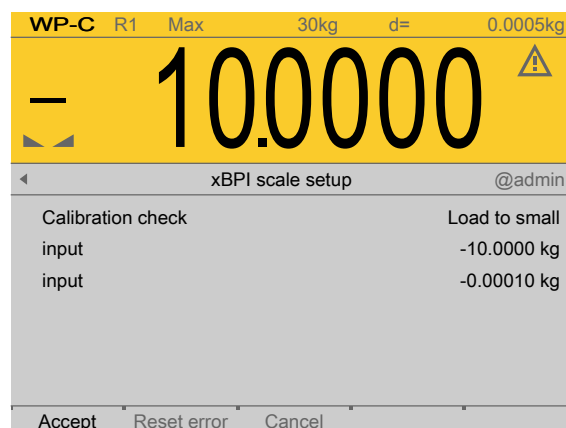 WP-C R1 Max 30kg d= 0.0005kg
– 10.0000
xBPI scale setup @admin
Calibration check Load to small
input -10.0000 kg
input -0.00010 kg
Accept Reset error Cancel